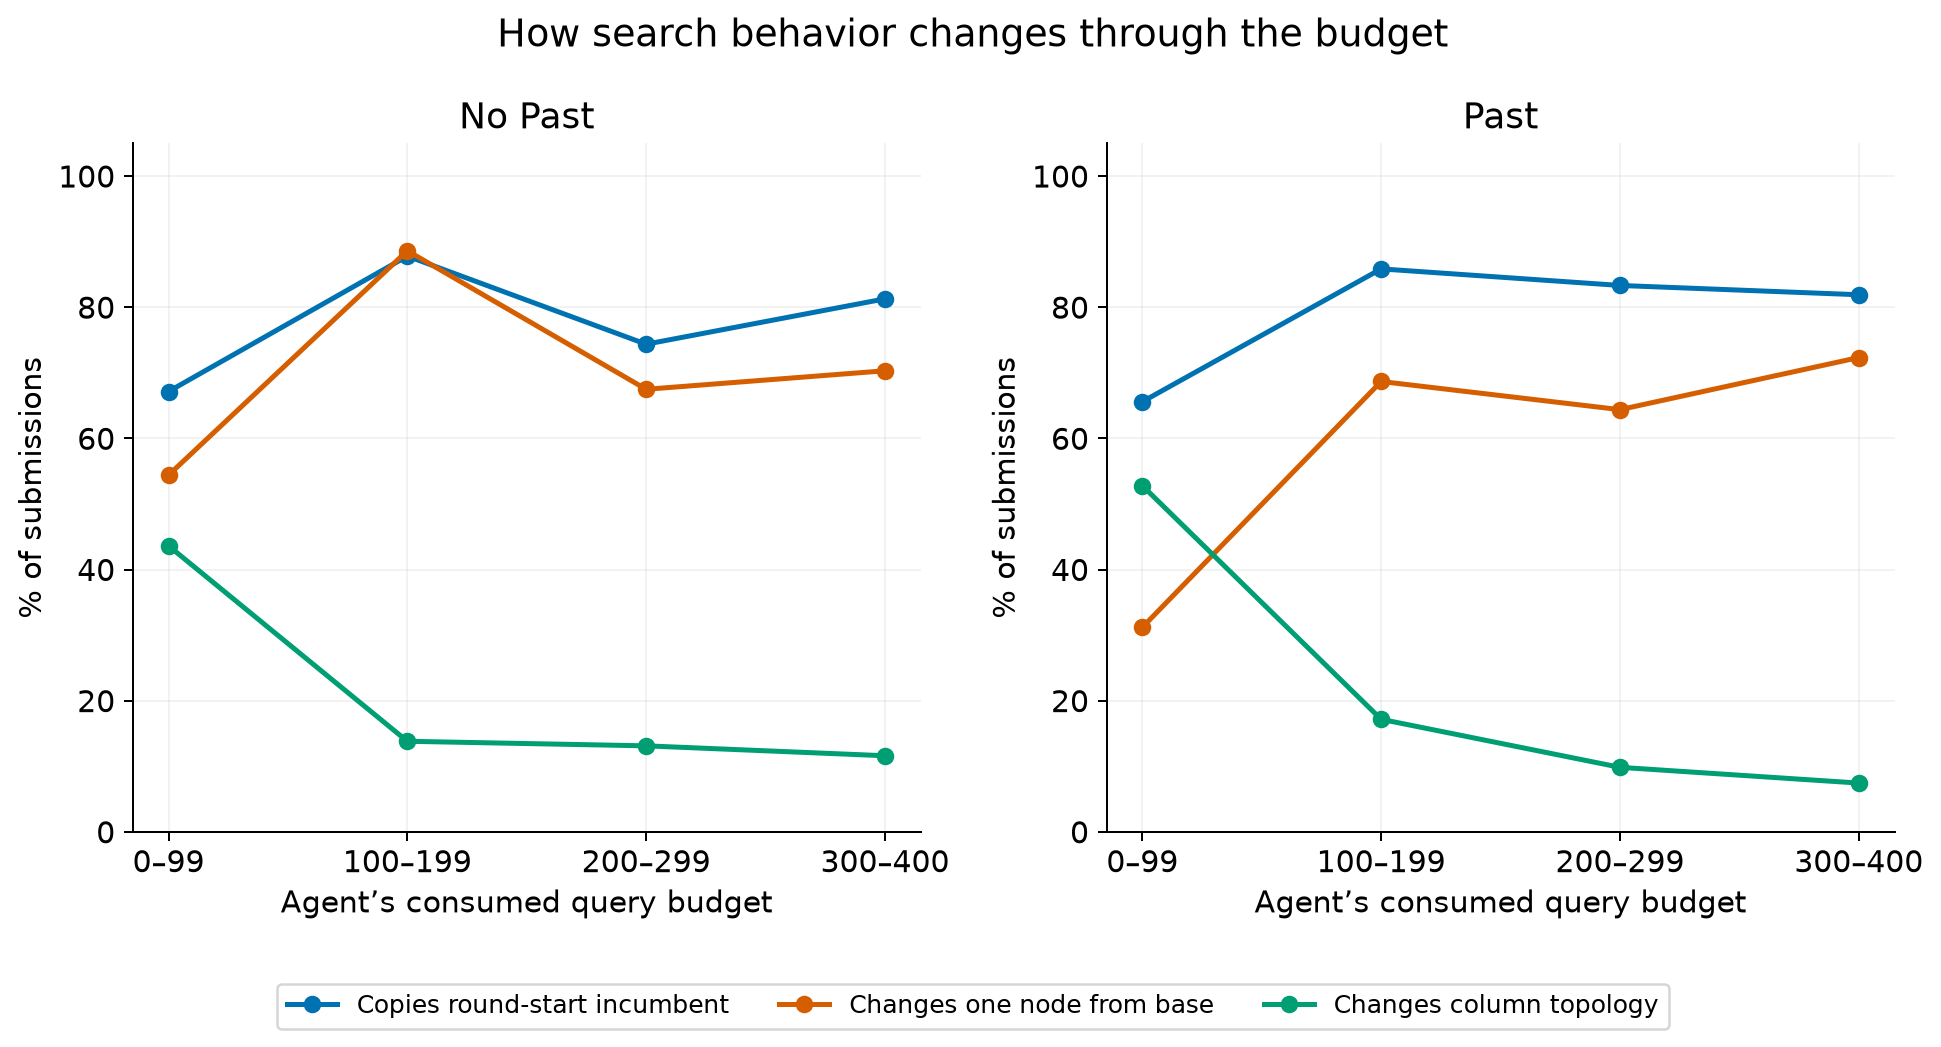 How search behavior changes through the budget
No Past
100
80
60
40
20
0
% of submissions
0–99 100–199 200–299 300–400
Agent’s consumed query budget
Past
100
80
60
40
20
0
% of submissions
0–99 100–199 200–299 300–400
Agent’s consumed query budget
Copies round-start incumbent Changes one node from base Changes column topology